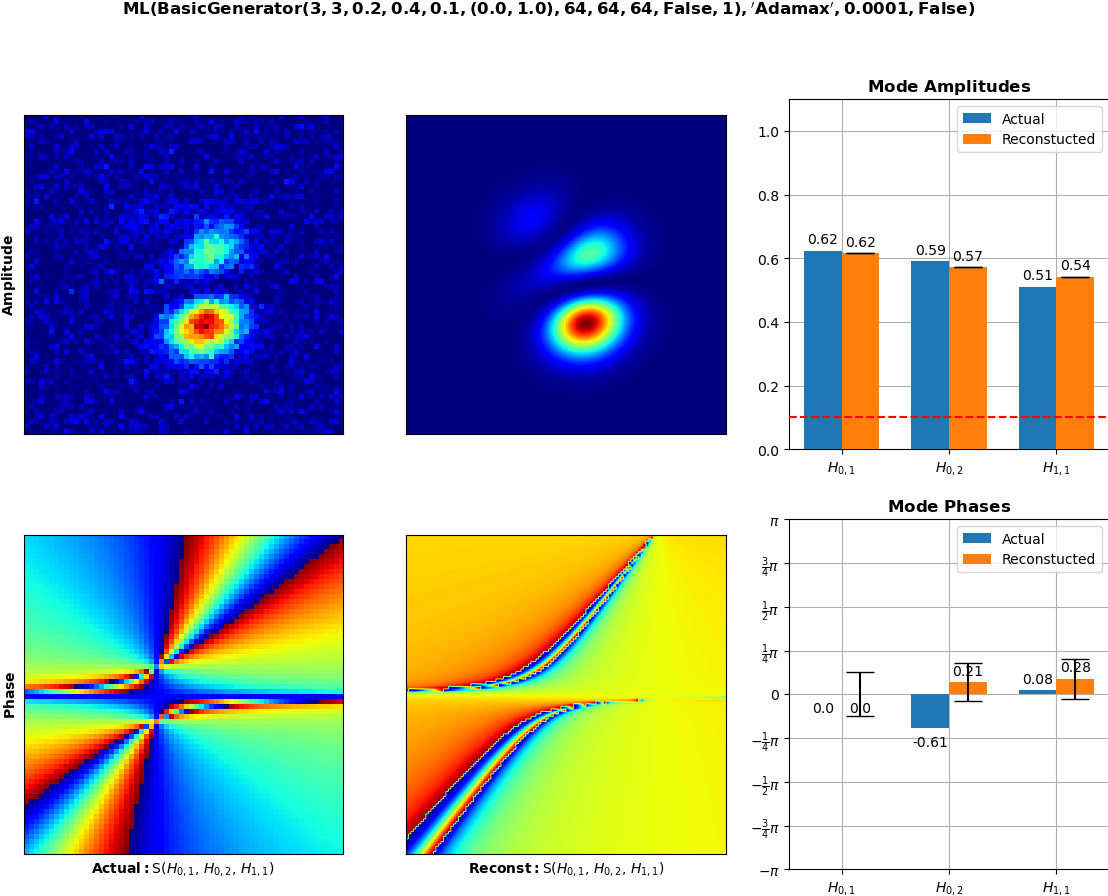 ML(BasicGenerator(3, 3, 0.2, 0.4, 0.1, (0.0, 1.0), 64, 64, 64, False, 1), ′Adamax′, 0.0001, False)
Amplitude
Mode Amplitudes
Actual
Reconstucted
1.0
0.8
0.6
0.4
0.2
0.0
0.62
0.62
0.59
0.57
0.51
0.54
H₀,₁
H₀,₂
H₁,₁
Phase
Actual: S(H₀,₁, H₀,₂, H₁,₁)
Reconst: S(H₀,₁, H₀,₂, H₁,₁)
Mode Phases
Actual
Reconstucted
π
3/4π
1/2π
1/4π
0
−1/4π
−1/2π
−3/4π
−π
0.0
0.0
-0.61
0.21
0.08
0.28
H₀,₁
H₀,₂
H₁,₁